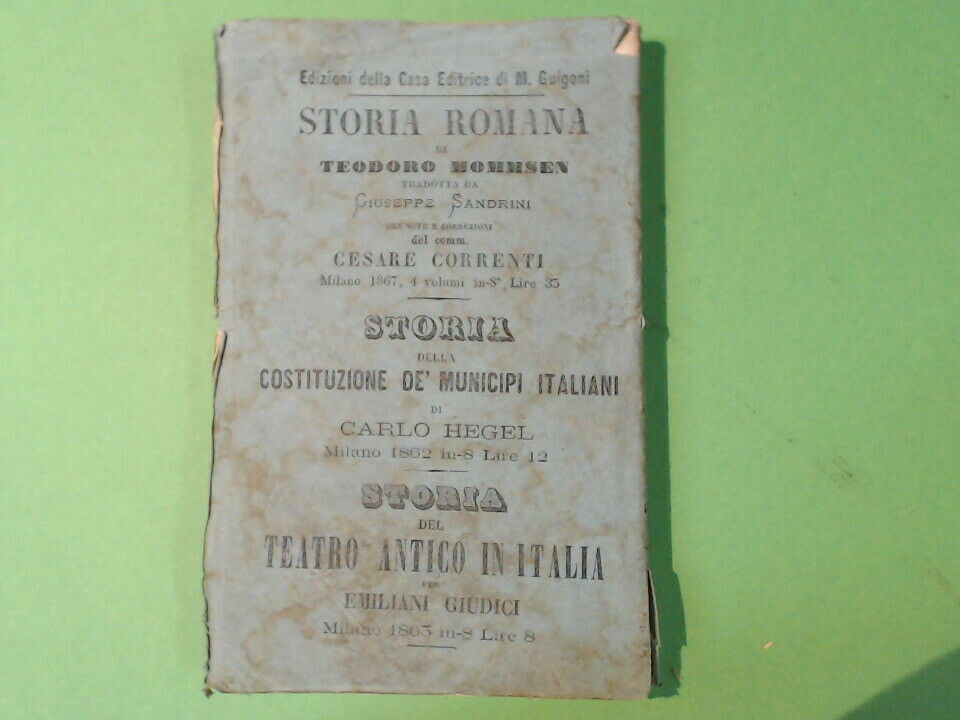 Edizioni della Casa Editrice di M. Guigoni
STORIA ROMANA
DI
TEODORO MOMMSEN
TRADOTTA DA
GIUSEPPE SANDRINI
CON NOTE E
del comm.
CESARE CORRENTI
Milano 1867, 4 volumi in-8°, Lire 35
STORIA
DELLA
COSTITUZIONE DE' MUNICIPI ITALIANI
DI
CARLO HEGEL
Milano 1862 in-8 Lire 12
STORIA
DEL
TEATRO ANTICO IN ITALIA
PER
EMILIANI GIUDICI
Milano 1865 in-8 Lire 8